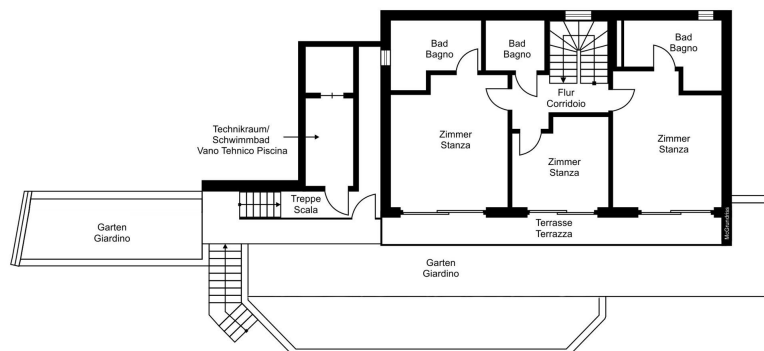 Bad
Bagno
Bad
Bagno
Bad
Bagno
Flur
Corridoio
Technikraum/
Schwimmbad
Vano Tehnico Piscina
Zimmer
Stanza
Zimmer
Stanza
Zimmer
Stanza
Treppe
Scala
Garten
Giardino
Terrasse
Terrazza
Garten
Giardino